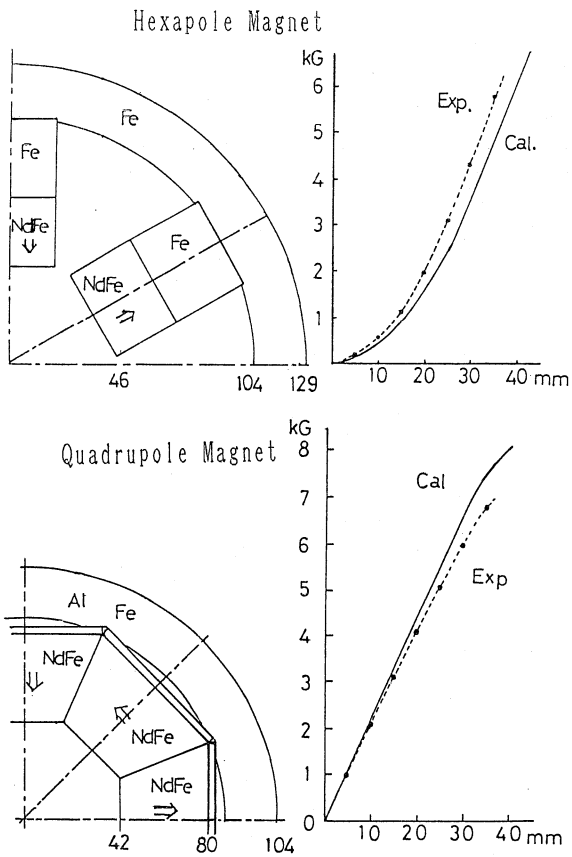 Hexapole Magnet
Fe
Fe
NdFe
Fe
NdFe
46
104
129
kG
6
5
4
3
2
1
Exp.
Cal.
10
20
30
40
mm
Quadrupole Magnet
Al
Fe
NdFe
NdFe
NdFe
42
80
104
kG
8
7
6
5
4
3
2
1
0
Cal
Exp
10
20
30
40
mm